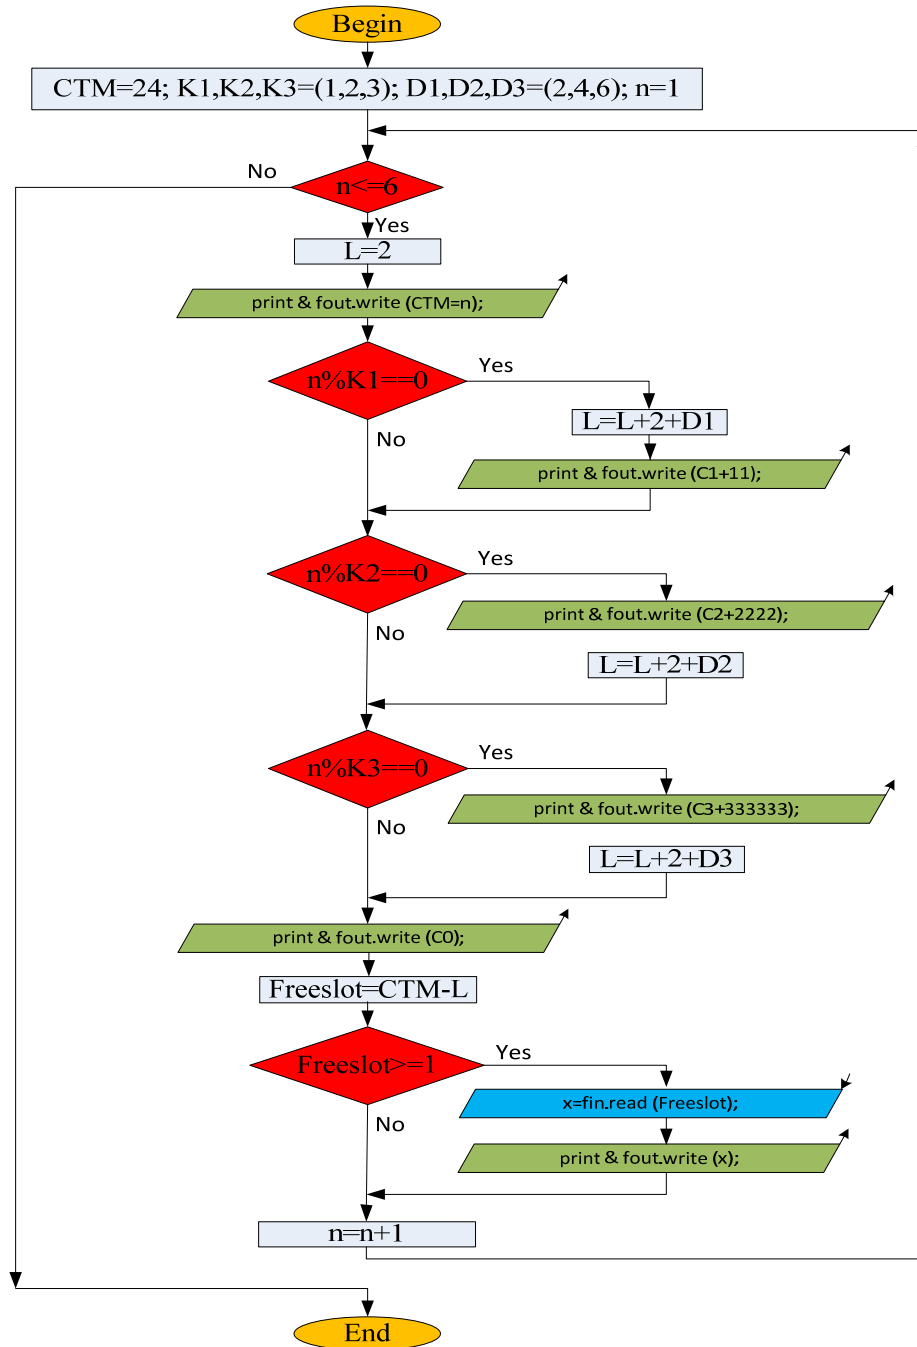 Begin
CTM=24; K1,K2,K3=(1,2,3); D1,D2,D3=(2,4,6); n=1
No
n<=6
Yes
L=2
print & fout.write (CTM=n);
Yes
n%K1==0
L=L+2+D1
No
print & fout.write (C1+11);
Yes
n%K2==0
print & fout.write (C2+2222);
No
L=L+2+D2
Yes
n%K3==0
print & fout.write (C3+333333);
No
L=L+2+D3
print & fout.write (C0);
Freeslot=CTM-L
Yes
Freeslot>=1
x=fin.read (Freeslot);
No
print & fout.write (x);
n=n+1
End